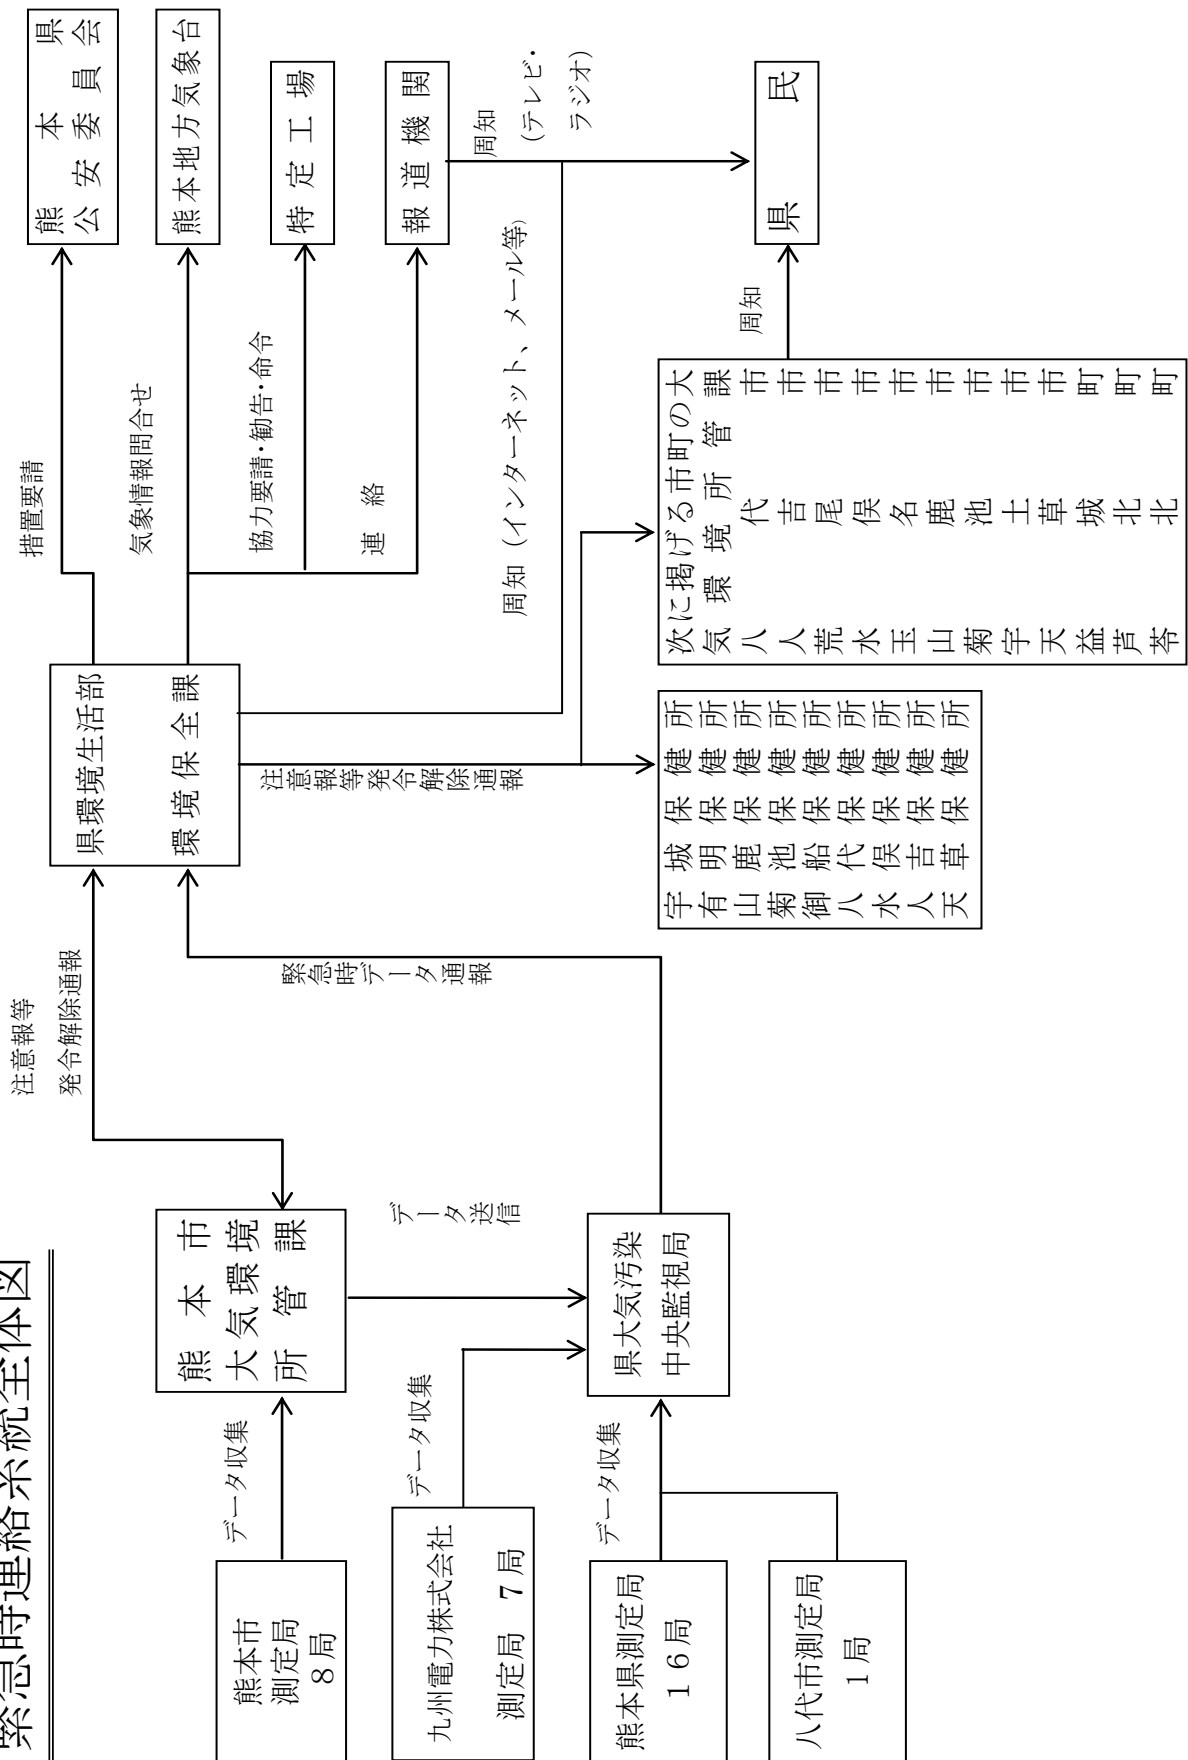 緊急時連絡系統全体図
熊本市
測定局
８局
九州電力株式会社
測定局　７局
熊本県測定局
１６局
八代市測定局
１局
データ収集
データ収集
データ収集
熊本市
大気環境
所管課
データ送信
県大気汚染
中央監視局
注意報等
発令解除通報
緊急時データ通報
県環境生活部
環境保全課
注意報等発令解除通報
宇城保健所
有明保健所
山鹿保健所
菊池保健所
御船保健所
八代保健所
水俣保健所
人吉保健所
天草保健所
措置要請
気象情報問合せ
協力要請・勧告・命令
連絡
周知（インターネット、メール等）
次に掲げる市町の大
気環境所管課
八代市
人吉市
荒尾市
水俣市
玉名市
山鹿市
菊池市
宇土市
天草市
益城町
芦北町
苓北町
熊本県
公安委員会
熊本地方気象台
特定工場
報道機関
周知
（テレビ・
ラジオ）
周知
県民